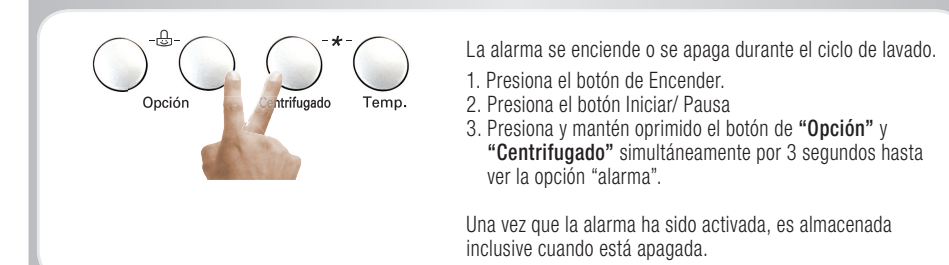 Opción
Centrifugado
Temp.
La alarma se enciende o se apaga durante el ciclo de lavado.
1. Presiona el botón de Encender.
2. Presiona el botón Iniciar/ Pausa
3. Presiona y mantén oprimido el botón de “Opción” y
“Centrifugado” simultáneamente por 3 segundos hasta
ver la opción “alarma”.
Una vez que la alarma ha sido activada, es almacenada
inclusive cuando está apagada.